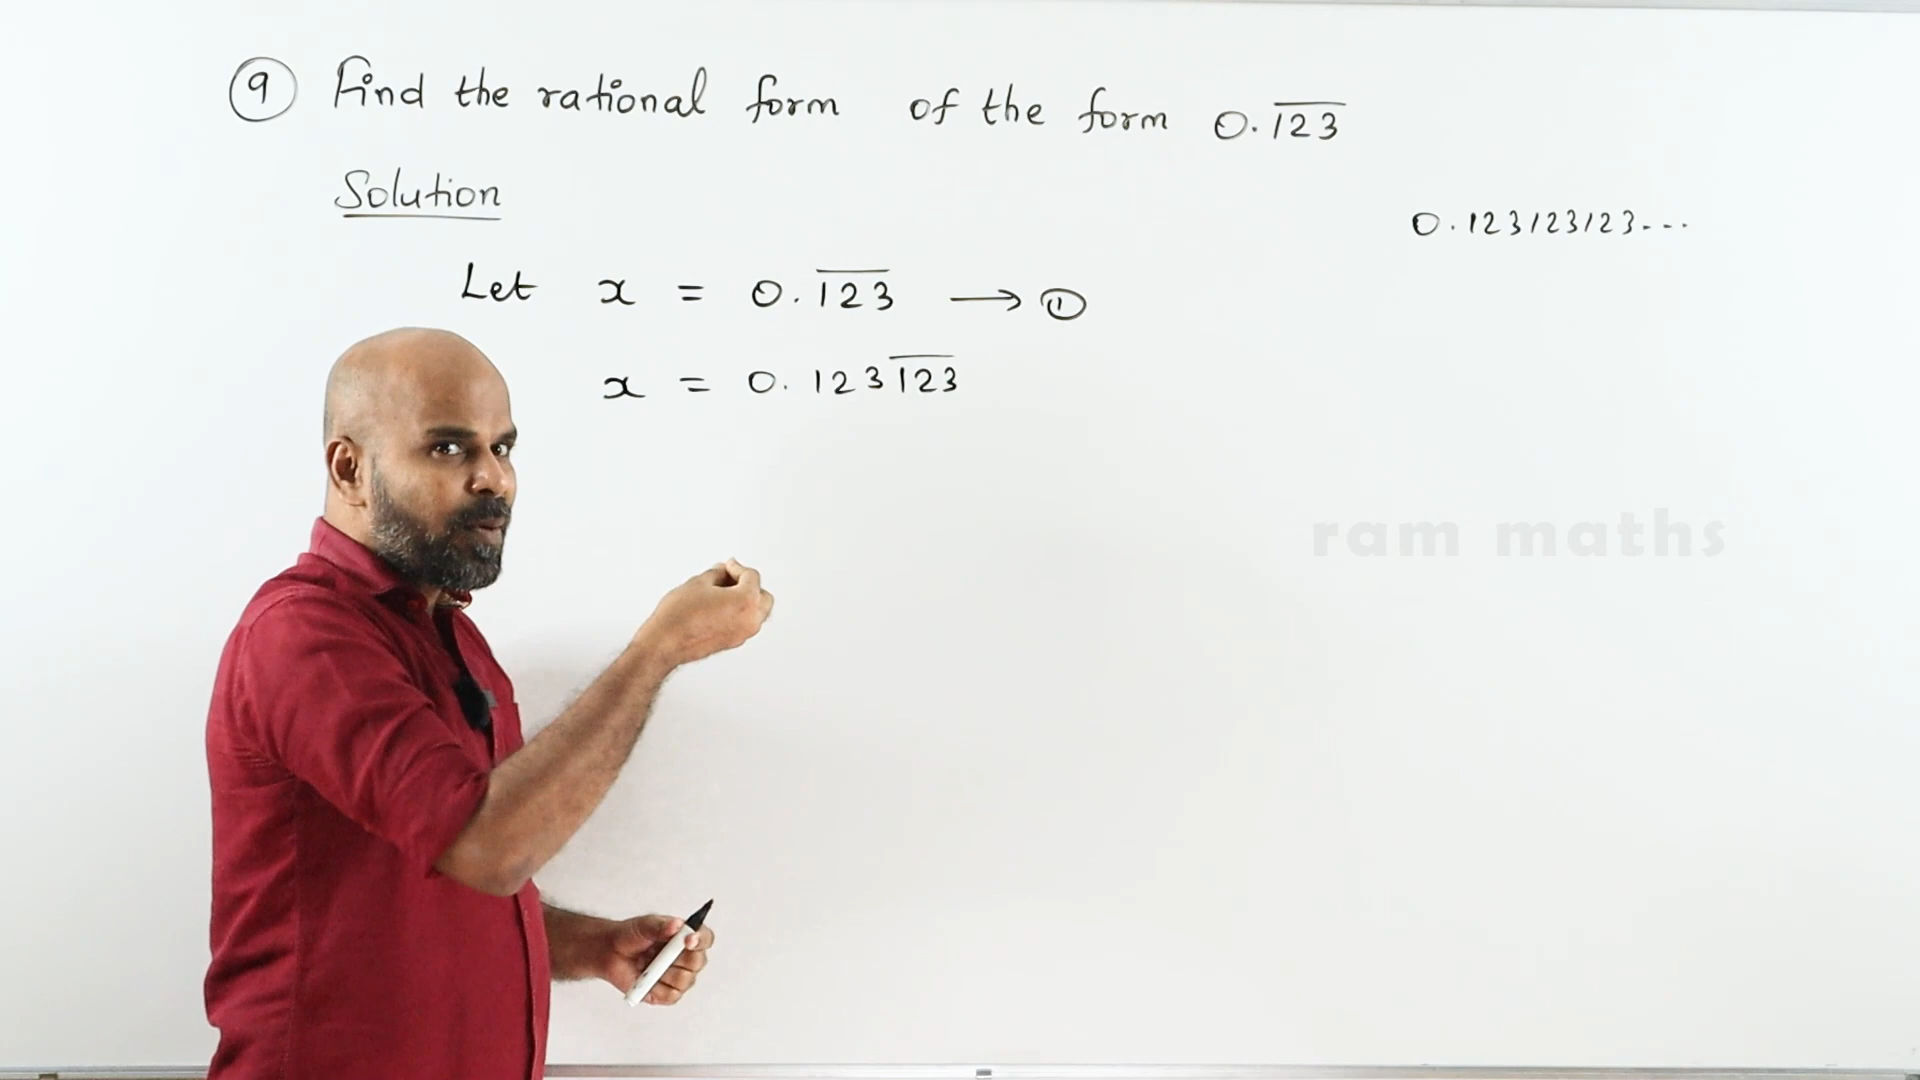 9 Find the rational form of the form 0.1̅2̅3̅
Solution
0.123123123...
Let x = 0.1̅2̅3̅ → 1
x = 0.1231̅2̅3̅
ram maths